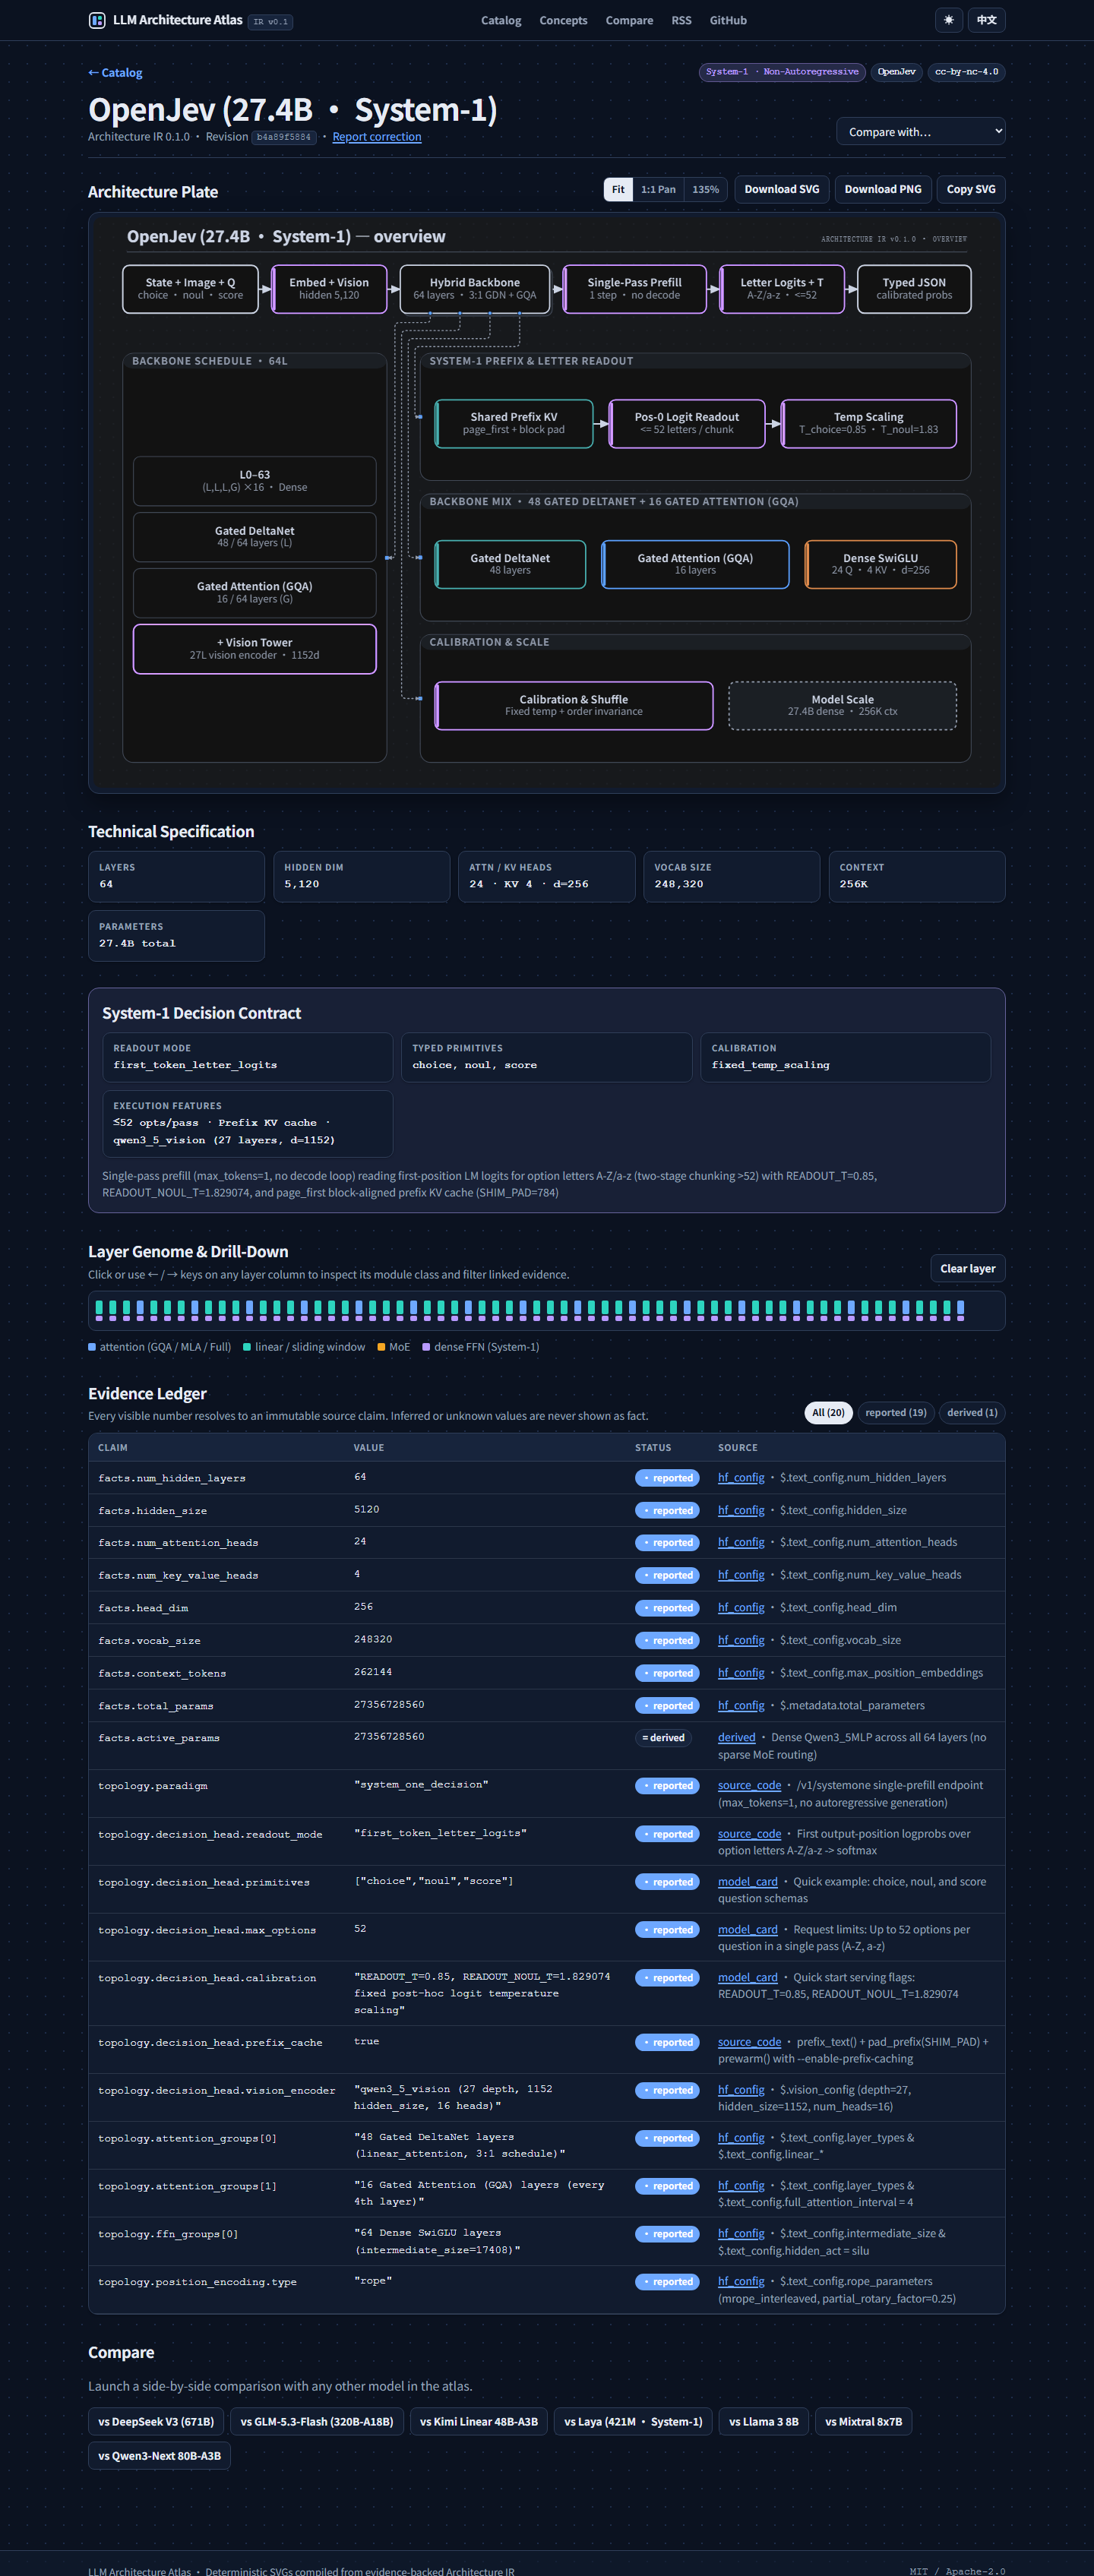 LLM Architecture Atlas IR v0.1 Catalog Concepts Compare RSS GitHub ☀ 中文
← Catalog System-1 · Non-Autoregressive OpenJev cc-by-nc-4.0
OpenJev (27.4B • System-1)
Architecture IR 0.1.0 • Revision b4a89f5884 • Report correction Compare with…
Architecture Plate Fit 1:1 Pan 135% Download SVG Download PNG Copy SVG
OpenJev (27.4B • System-1) — overview ARCHITECTURE IR v0.1.0 • OVERVIEW
State + Image + Q
choice • noul • score
Embed + Vision
hidden 5,120
Hybrid Backbone
64 layers • 3:1 GDN + GQA
Single-Pass Prefill
1 step • no decode
Letter Logits + T
A-Z/a-z • <=52
Typed JSON
calibrated probs
BACKBONE SCHEDULE • 64L
L0–63
(L,L,L,G) ×16 • Dense
Gated DeltaNet
48 / 64 layers (L)
Gated Attention (GQA)
16 / 64 layers (G)
+ Vision Tower
27L vision encoder • 1152d
SYSTEM-1 PREFIX & LETTER READOUT
Shared Prefix KV
page_first + block pad
Pos-0 Logit Readout
<= 52 letters / chunk
Temp Scaling
T_choice=0.85 • T_noul=1.83
BACKBONE MIX • 48 GATED DELTANET + 16 GATED ATTENTION (GQA)
Gated DeltaNet
48 layers
Gated Attention (GQA)
16 layers
Dense SwiGLU
24 Q • 4 KV • d=256
CALIBRATION & SCALE
Calibration & Shuffle
Fixed temp + order invariance
Model Scale
27.4B dense • 256K ctx
Technical Specification
LAYERS
64
HIDDEN DIM
5,120
ATTN / KV HEADS
24 · KV 4 · d=256
VOCAB SIZE
248,320
CONTEXT
256K
PARAMETERS
27.4B total
System-1 Decision Contract
READOUT MODE
first_token_letter_logits
TYPED PRIMITIVES
choice, noul, score
CALIBRATION
fixed_temp_scaling
EXECUTION FEATURES
≤52 opts/pass · Prefix KV cache ·
qwen3_5_vision (27 layers, d=1152)
Single-pass prefill (max_tokens=1, no decode loop) reading first-position LM logits for option letters A-Z/a-z (two-stage chunking >52) with READOUT_T=0.85,
READOUT_NOUL_T=1.829074, and page_first block-aligned prefix KV cache (SHIM_PAD=784)
Layer Genome & Drill-Down
Click or use ← / → keys on any layer column to inspect its module class and filter linked evidence. Clear layer
attention (GQA / MLA / Full) linear / sliding window MoE dense FFN (System-1)
Evidence Ledger
Every visible number resolves to an immutable source claim. Inferred or unknown values are never shown as fact. All (20) reported (19) derived (1)
CLAIM VALUE STATUS SOURCE
facts.num_hidden_layers 64 • reported hf_config • $.text_config.num_hidden_layers
facts.hidden_size 5120 • reported hf_config • $.text_config.hidden_size
facts.num_attention_heads 24 • reported hf_config • $.text_config.num_attention_heads
facts.num_key_value_heads 4 • reported hf_config • $.text_config.num_key_value_heads
facts.head_dim 256 • reported hf_config • $.text_config.head_dim
facts.vocab_size 248320 • reported hf_config • $.text_config.vocab_size
facts.context_tokens 262144 • reported hf_config • $.text_config.max_position_embeddings
facts.total_params 27356728560 • reported hf_config • $.metadata.total_parameters
facts.active_params 27356728560 = derived derived • Dense Qwen3_5MLP across all 64 layers (no
sparse MoE routing)
topology.paradigm "system_one_decision" • reported source_code • /v1/systemone single-prefill endpoint
(max_tokens=1, no autoregressive generation)
topology.decision_head.readout_mode "first_token_letter_logits" • reported source_code • First output-position logprobs over
option letters A-Z/a-z -> softmax
topology.decision_head.primitives ["choice","noul","score"] • reported model_card • Quick example: choice, noul, and score
question schemas
topology.decision_head.max_options 52 • reported model_card • Request limits: Up to 52 options per
question in a single pass (A-Z, a-z)
topology.decision_head.calibration "READOUT_T=0.85, READOUT_NOUL_T=1.829074 • reported model_card • Quick start serving flags:
fixed post-hoc logit temperature READOUT_T=0.85, READOUT_NOUL_T=1.829074
scaling"
topology.decision_head.prefix_cache true • reported source_code • prefix_text() + pad_prefix(SHIM_PAD) +
prewarm() with --enable-prefix-caching
topology.decision_head.vision_encoder "qwen3_5_vision (27 depth, 1152 • reported hf_config • $.vision_config (depth=27,
hidden_size, 16 heads)" hidden_size=1152, num_heads=16)
topology.attention_groups[0] "48 Gated DeltaNet layers • reported hf_config • $.text_config.layer_types &
(linear_attention, 3:1 schedule)" $.text_config.linear_*
topology.attention_groups[1] "16 Gated Attention (GQA) layers (every • reported hf_config • $.text_config.layer_types &
4th layer)" $.text_config.full_attention_interval = 4
topology.ffn_groups[0] "64 Dense SwiGLU layers • reported hf_config • $.text_config.intermediate_size &
(intermediate_size=17408)" $.text_config.hidden_act = silu
topology.position_encoding.type "rope" • reported hf_config • $.text_config.rope_parameters
(mrope_interleaved, partial_rotary_factor=0.25)
Compare
Launch a side-by-side comparison with any other model in the atlas.
vs DeepSeek V3 (671B) vs GLM-5.3-Flash (320B-A18B) vs Kimi Linear 48B-A3B vs Laya (421M • System-1) vs Llama 3 8B vs Mixtral 8x7B
vs Qwen3-Next 80B-A3B
LLM Architecture Atlas • Deterministic SVGs compiled from evidence-backed Architecture IR MIT / Apache-2.0